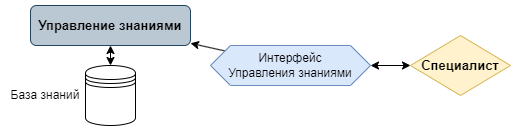 Управление знаниями
Интерфейс
Управления знаниями
Специалист
База знаний